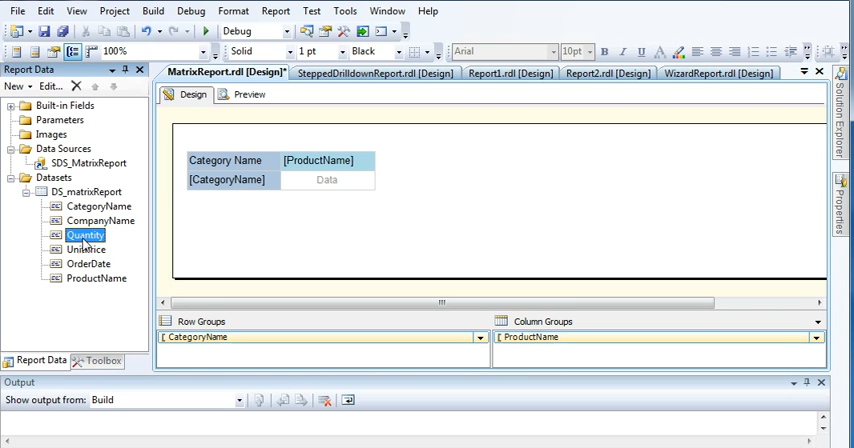 File Edit View Project Build Debug Format Report Test Tools Window Help
Debug
100% Solid 1 pt Black Arial 10pt B I U A
Report Data
New Edit...
Built-in Fields
Parameters
Images
Data Sources
SDS_MatrixReport
Datasets
DS_matrixReport
CategoryName
CompanyName
Quantity
UnitPrice
OrderDate
ProductName
Report Data Toolbox
MatrixReport.rdl [Design]* SteppedDrilldownReport.rdl [Design] Report1.rdl [Design] Report2.rdl [Design] WizardReport.rdl [Design]
Design Preview
Category Name [ProductName]
[CategoryName] Data
Row Groups Column Groups
[ CategoryName [ ProductName
Solution Explorer
Properties
Output
Show output from: Build